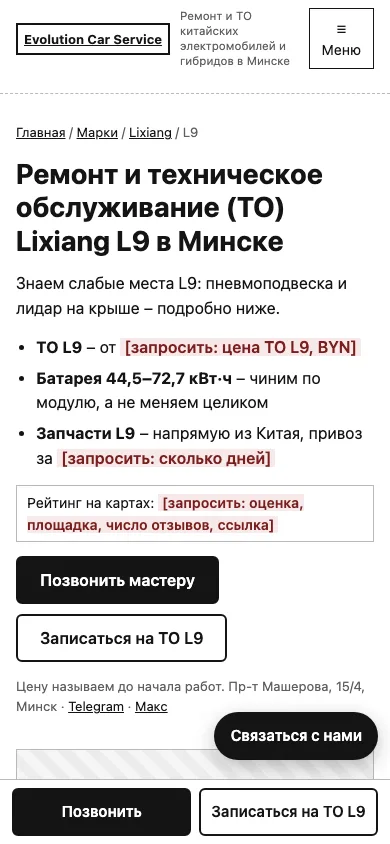 Evolution Car Service
Ремонт и ТО
китайских
электромобилей и
гибридов в Минске
≡
Меню
Главная / Марки / Lixiang / L9
Ремонт и техническое
обслуживание (ТО)
Lixiang L9 в Минске
Знаем слабые места L9: пневмоподвеска и
лидар на крыше – подробно ниже.
• ТО L9 – от [запросить: цена ТО L9, BYN]
• Батарея 44,5–72,7 кВт·ч – чиним по
модулю, а не меняем целиком
• Запчасти L9 – напрямую из Китая, привоз
за [запросить: сколько дней]
Рейтинг на картах: [запросить: оценка,
площадка, число отзывов, ссылка]
Позвонить мастеру
Записаться на ТО L9
Цену называем до начала работ. Пр-т Машерова, 15/4,
Минск · Telegram · Макс
Связаться с нами
Позвонить
Записаться на ТО L9